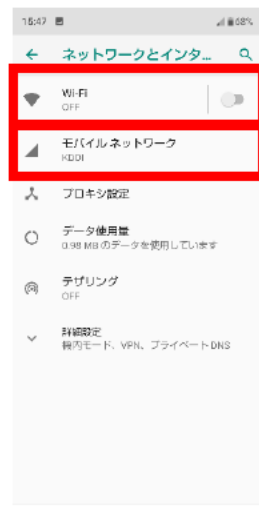 15:47
68%
ネットワークとインタ...
Wi-Fi
OFF
モバイル ネットワーク
KDDI
プロキシ設定
データ使用量
0.98 MB のデータを使用しています
テザリング
OFF
詳細設定
機内モード、VPN、プライベート DNS